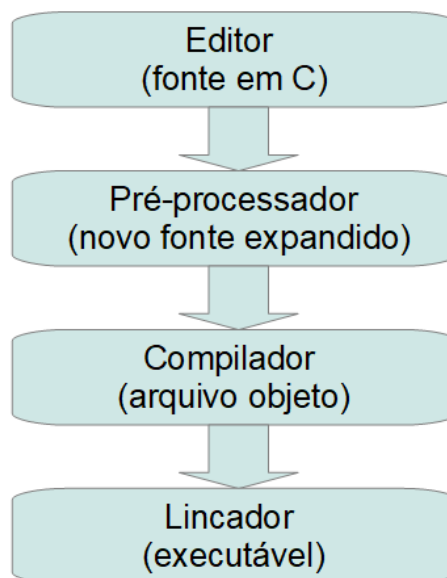 Editor
(fonte em C)
Pré-processador
(novo fonte expandido)
Compilador
(arquivo objeto)
Lincador
(executável)